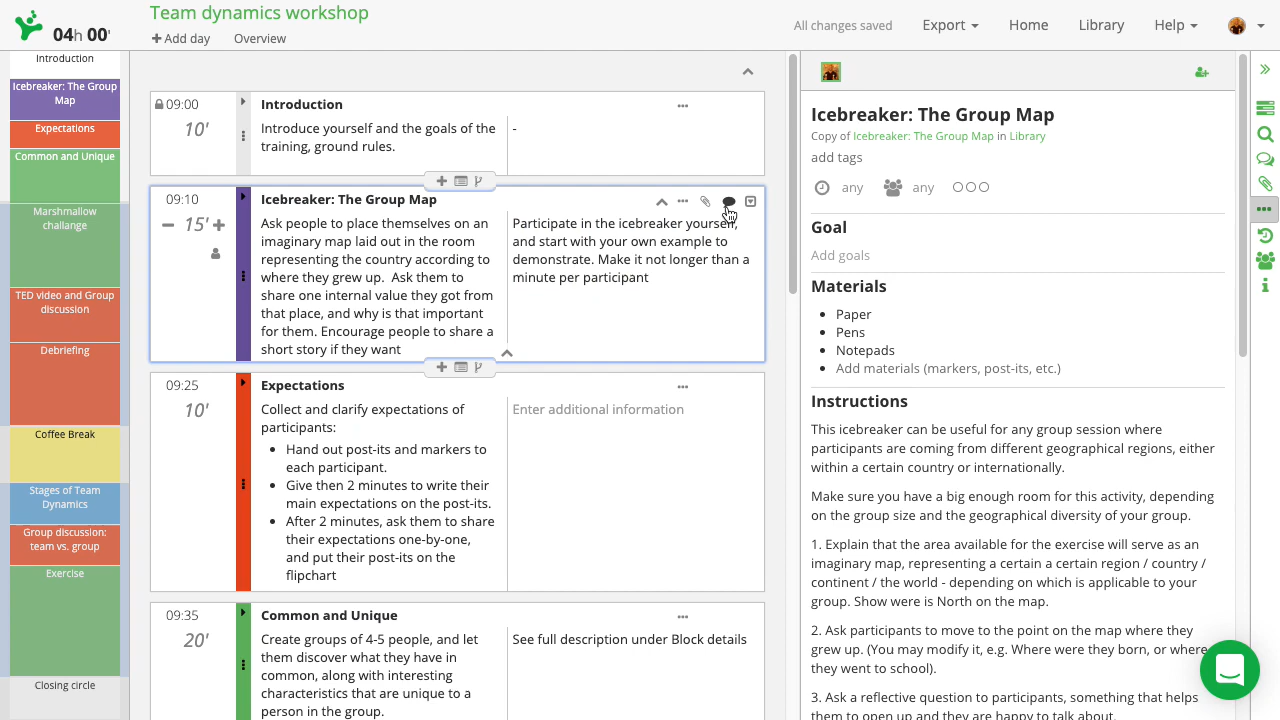 04h 00'
Team dynamics workshop
Add day
Overview
All changes saved
Export
Home
Library
Help
Introduction
Icebreaker: The Group
Map
Expectations
Common and Unique
Marshmallow
challange
TED video and Group
discussion
Debriefing
Coffee Break
Stages of Team
Dynamics
Group discussion:
team vs. group
Exercise
Closing circle
09:00
10'
Introduction
Introduce yourself and the goals of the
training, ground rules.
-
09:10
15'
Icebreaker: The Group Map
Ask people to place themselves on an
imaginary map laid out in the room
representing the country according to
where they grew up.  Ask them to
share one internal value they got from
that place, and why is that important
for them. Encourage people to share a
short story if they want
Participate in the icebreaker yourself,
and start with your own example to
demonstrate. Make it not longer than a
minute per participant
09:25
10'
Expectations
Collect and clarify expectations of
participants:
• Hand out post-its and markers to
each participant.
• Give then 2 minutes to write their
main expectations on the post-its.
• After 2 minutes, ask them to share
their expectations one-by-one,
and put their post-its on the
flipchart
Enter additional information
09:35
20'
Common and Unique
Create groups of 4-5 people, and let
them discover what they have in
common, along with interesting
characteristics that are unique to a
person in the group.
See full description under Block details
Icebreaker: The Group Map
Copy of Icebreaker: The Group Map in Library
add tags
any
any
Goal
Add goals
Materials
• Paper
• Pens
• Notepads
• Add materials (markers, post-its, etc.)
Instructions
This icebreaker can be useful for any group session where
participants are coming from different geographical regions, either
within a certain country or internationally.
Make sure you have a big enough room for this activity, depending
on the group size and the geographical diversity of your group.
1. Explain that the area available for the exercise will serve as an
imaginary map, representing a certain a certain region / country /
continent / the world - depending on which is applicable to your
group. Show were is North on the map.
2. Ask participants to move to the point on the map where they
grew up. (You may modify it, e.g. Where were they born, or where
they went to school).
3. Ask a reflective question to participants, something that helps
them to open up and they are happy to talk about.